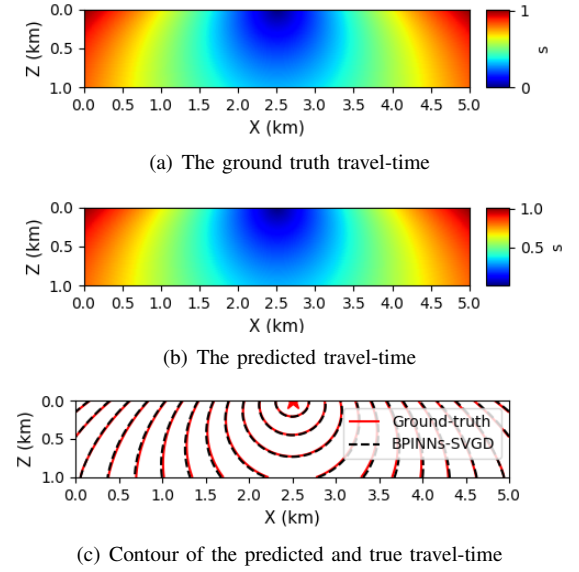 0.0
0.5
1.0
Z (km)
0.0 0.5 1.0 1.5 2.0 2.5 3.0 3.5 4.0 4.5 5.0
X (km)
1
0
s
(a) The ground truth travel-time
0.0
0.5
1.0
Z (km)
0.0 0.5 1.0 1.5 2.0 2.5 3.0 3.5 4.0 4.5 5.0
X (km)
1.0
0.5
s
(b) The predicted travel-time
0.0
0.5
1.0
Z (km)
Ground-truth
BPINNs-SVGD
0.0 0.5 1.0 1.5 2.0 2.5 3.0 3.5 4.0 4.5 5.0
X (km)
(c) Contour of the predicted and true travel-time